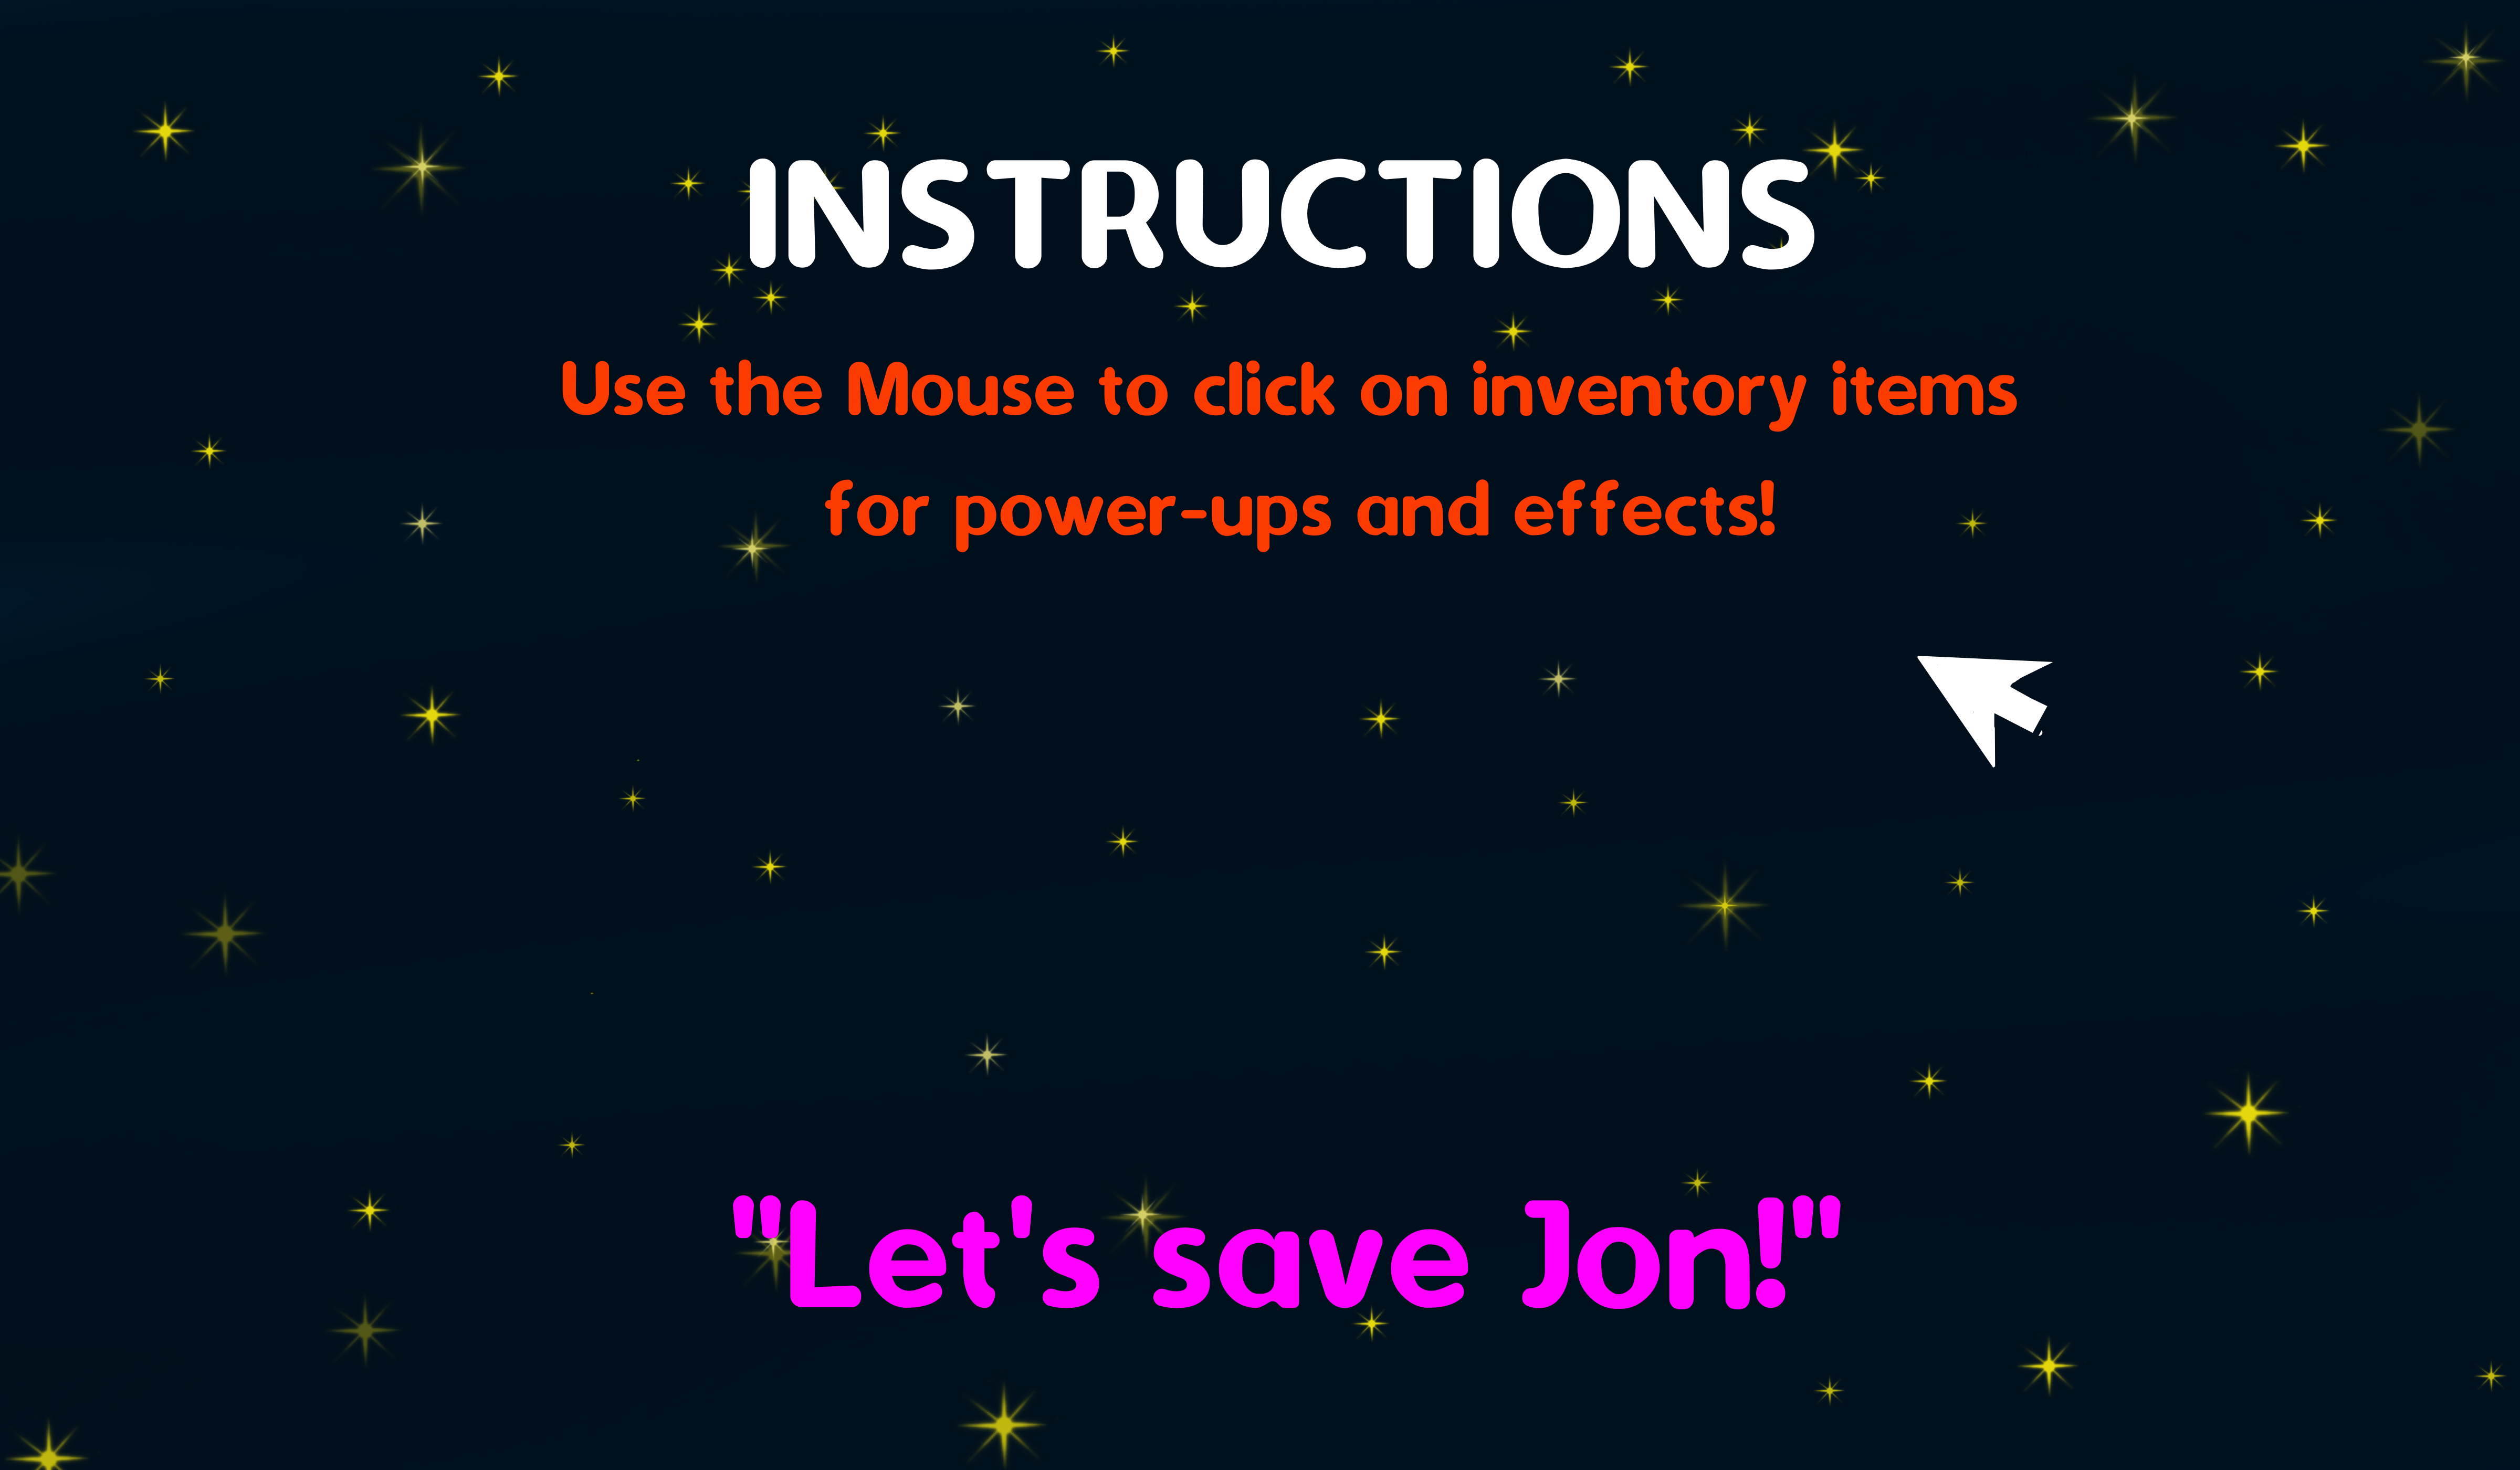 INSTRUCTIONS
Use the Mouse to click on inventory items
for power-ups and effects!
"Let's save Jon!"